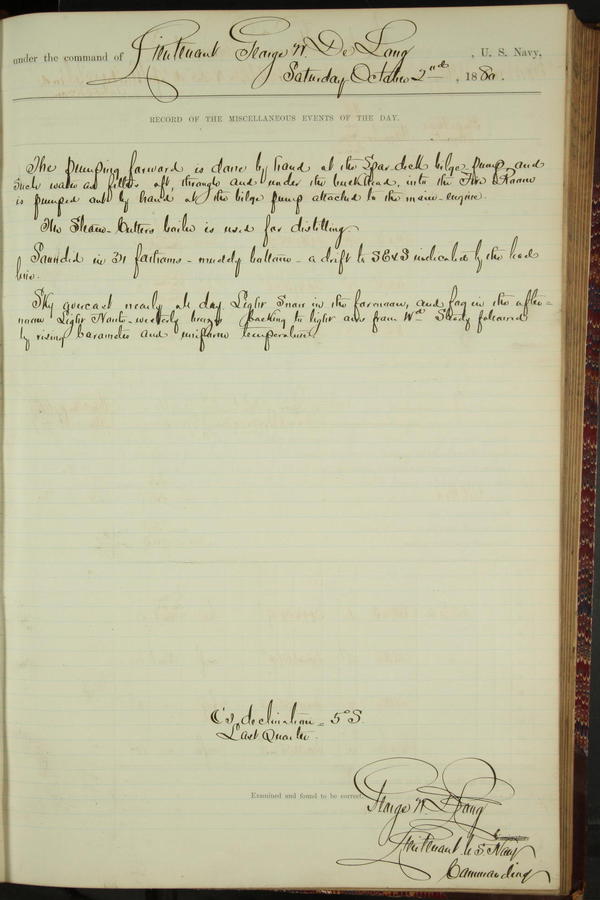 under the command of Lieutenant George W. De Long, U. S. Navy,
Saturday October 2nd, 1880.
RECORD OF THE MISCELLANEOUS EVENTS OF THE DAY.
The pumping forward is done by hand at the Spar deck bilge pump, and
such water as filters aft through and under the bulkhead, into the Fire Room
is pumped out by hand at the bilge pump attached to the main-engine.
The Steam-Cutters boiler is used for distilling
Sounded in 31 fathoms - muddy bottom - a drift to SE&S indicated by the lead
line.
Sky overcast nearly all day Light Snow in the forenoon, and fog in the after=
noon Light North-westerly breezes backing to light airs from Wd Steady followed
by rising barometer and uniform temperature
('s declination = 5° S.
Last Quarter.
Examined and found to be correct.
George W. De Long
Lieutenant U S Navy
Commanding